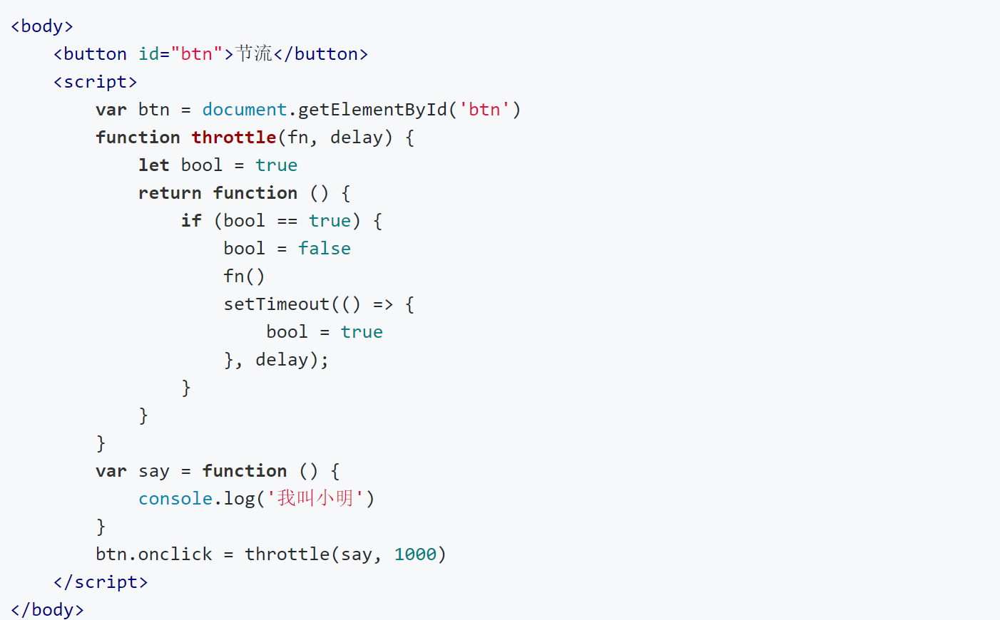 <body>
    <button id="btn">节流</button>
    <script>
        var btn = document.getElementById('btn')
        function throttle(fn, delay) {
            let bool = true
            return function () {
                if (bool == true) {
                    bool = false
                    fn()
                    setTimeout(() => {
                        bool = true
                    }, delay);
                }
            }
        }
        var say = function () {
            console.log('我叫小明')
        }
        btn.onclick = throttle(say, 1000)
    </script>
</body>